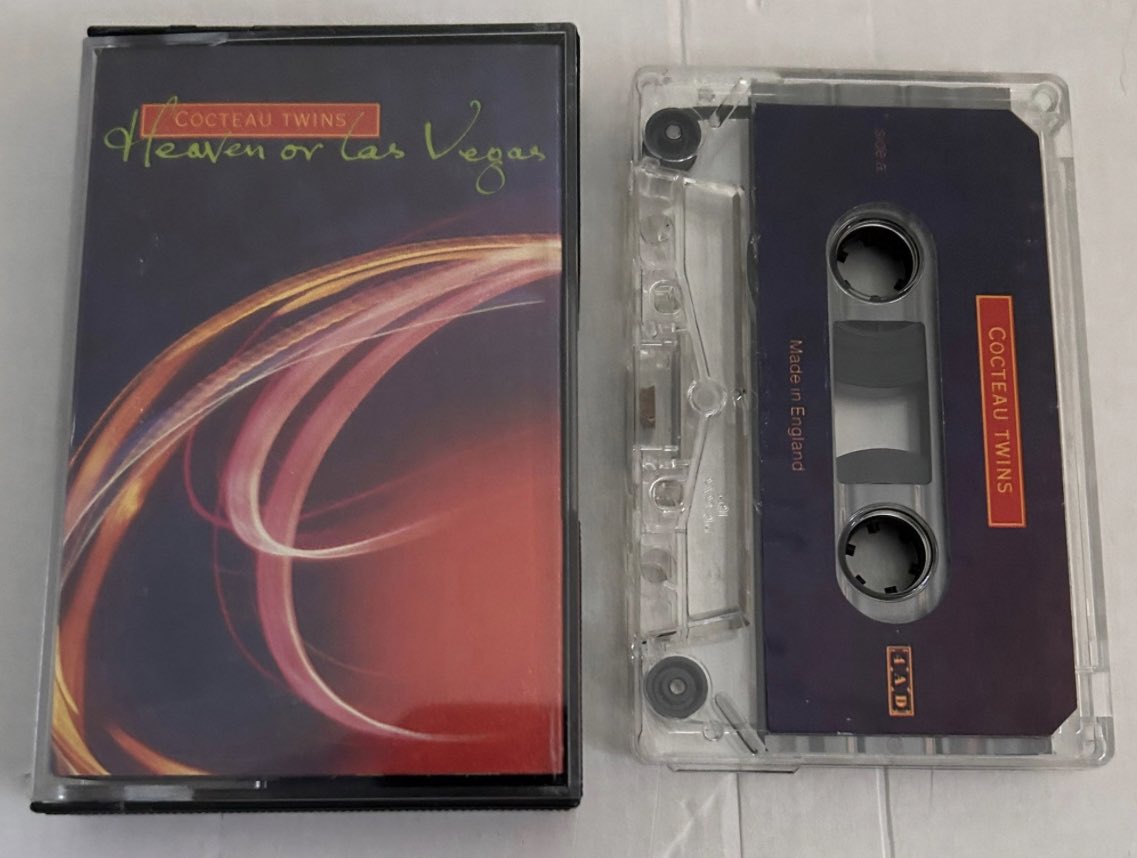 COCTEAU TWINS
Heaven or Las Vegas
side a
COCTEAU TWINS
Made in England
4AD